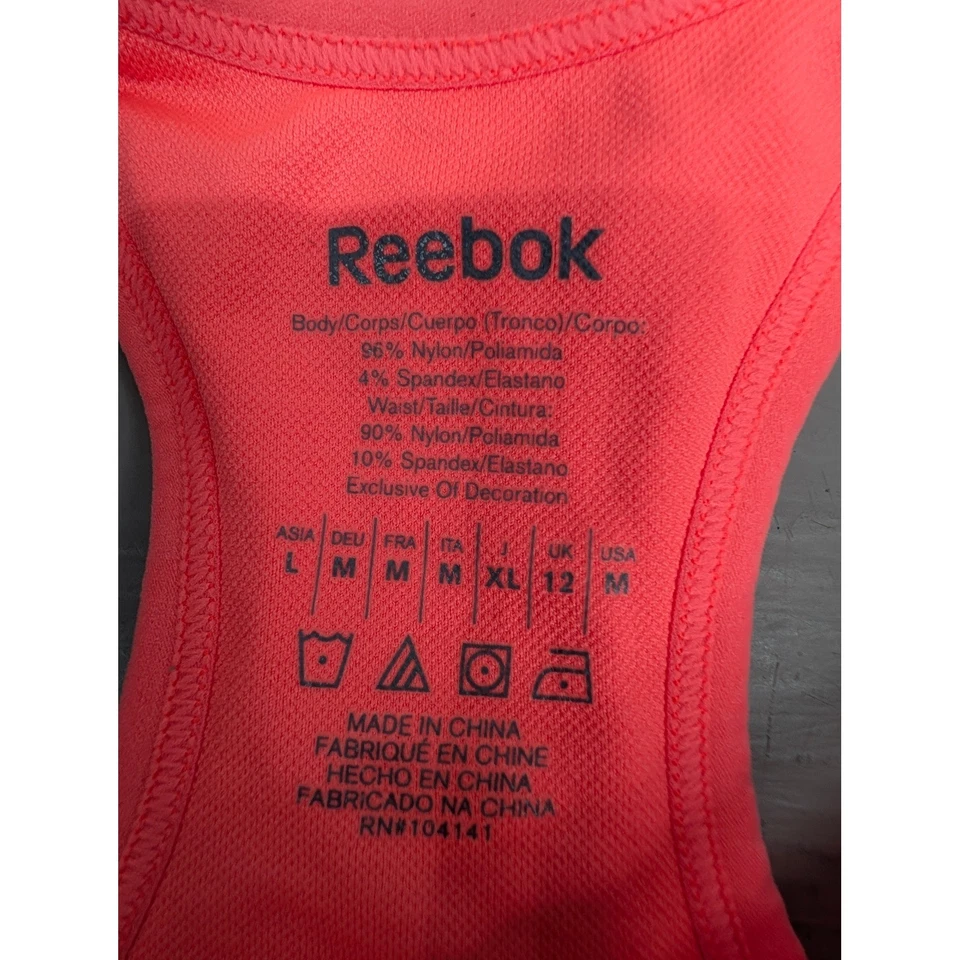 Reebok
Body/Corps/Cuerpo (Tronco)/Corpo:
96% Nylon/Poliamida
4% Spandex/Elastano
Waist/Taille/Cintura:
90% Nylon/Poliamida
10% Spandex/Elastano
Exclusive Of Decoration
ASIA DEU FRA ITA J UK USA
L M M M XL 12 M
MADE IN CHINA
FABRIQUÉ EN CHINE
HECHO EN CHINA
FABRICADO NA CHINA
RN#104141